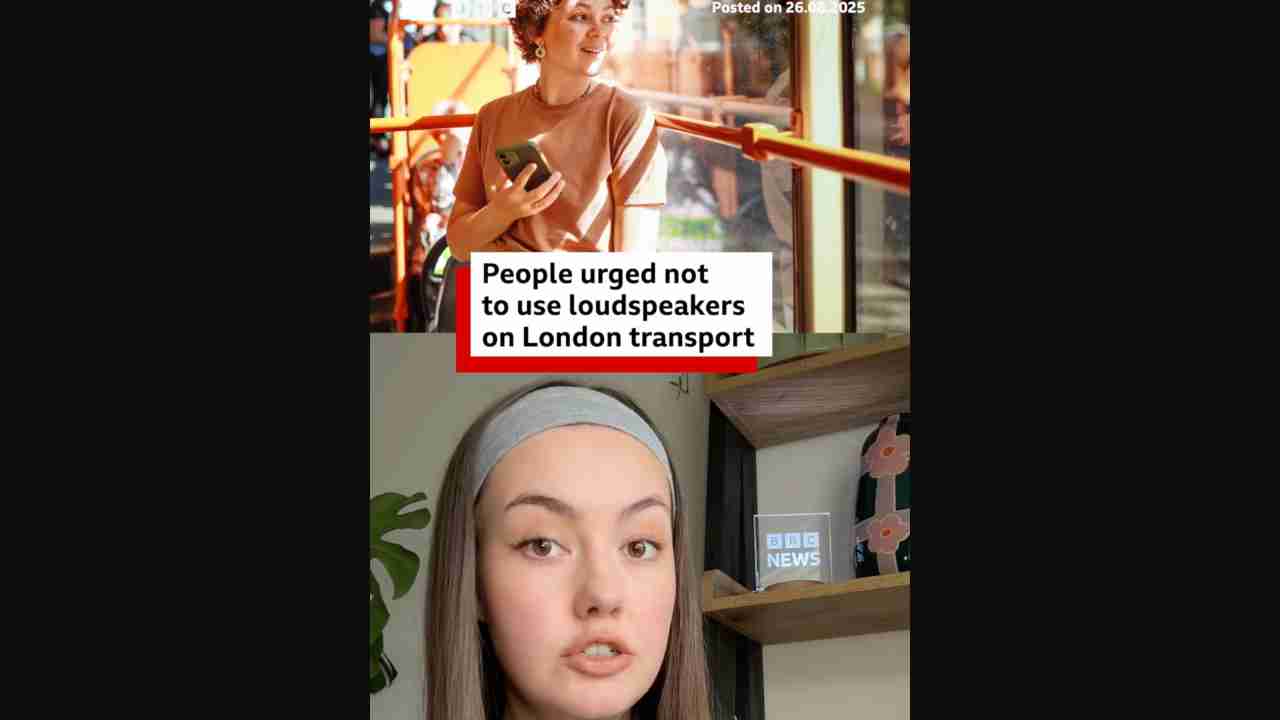 Posted on 26.08.2025
People urged not
to use loudspeakers
on London transport
BBC
NEWS